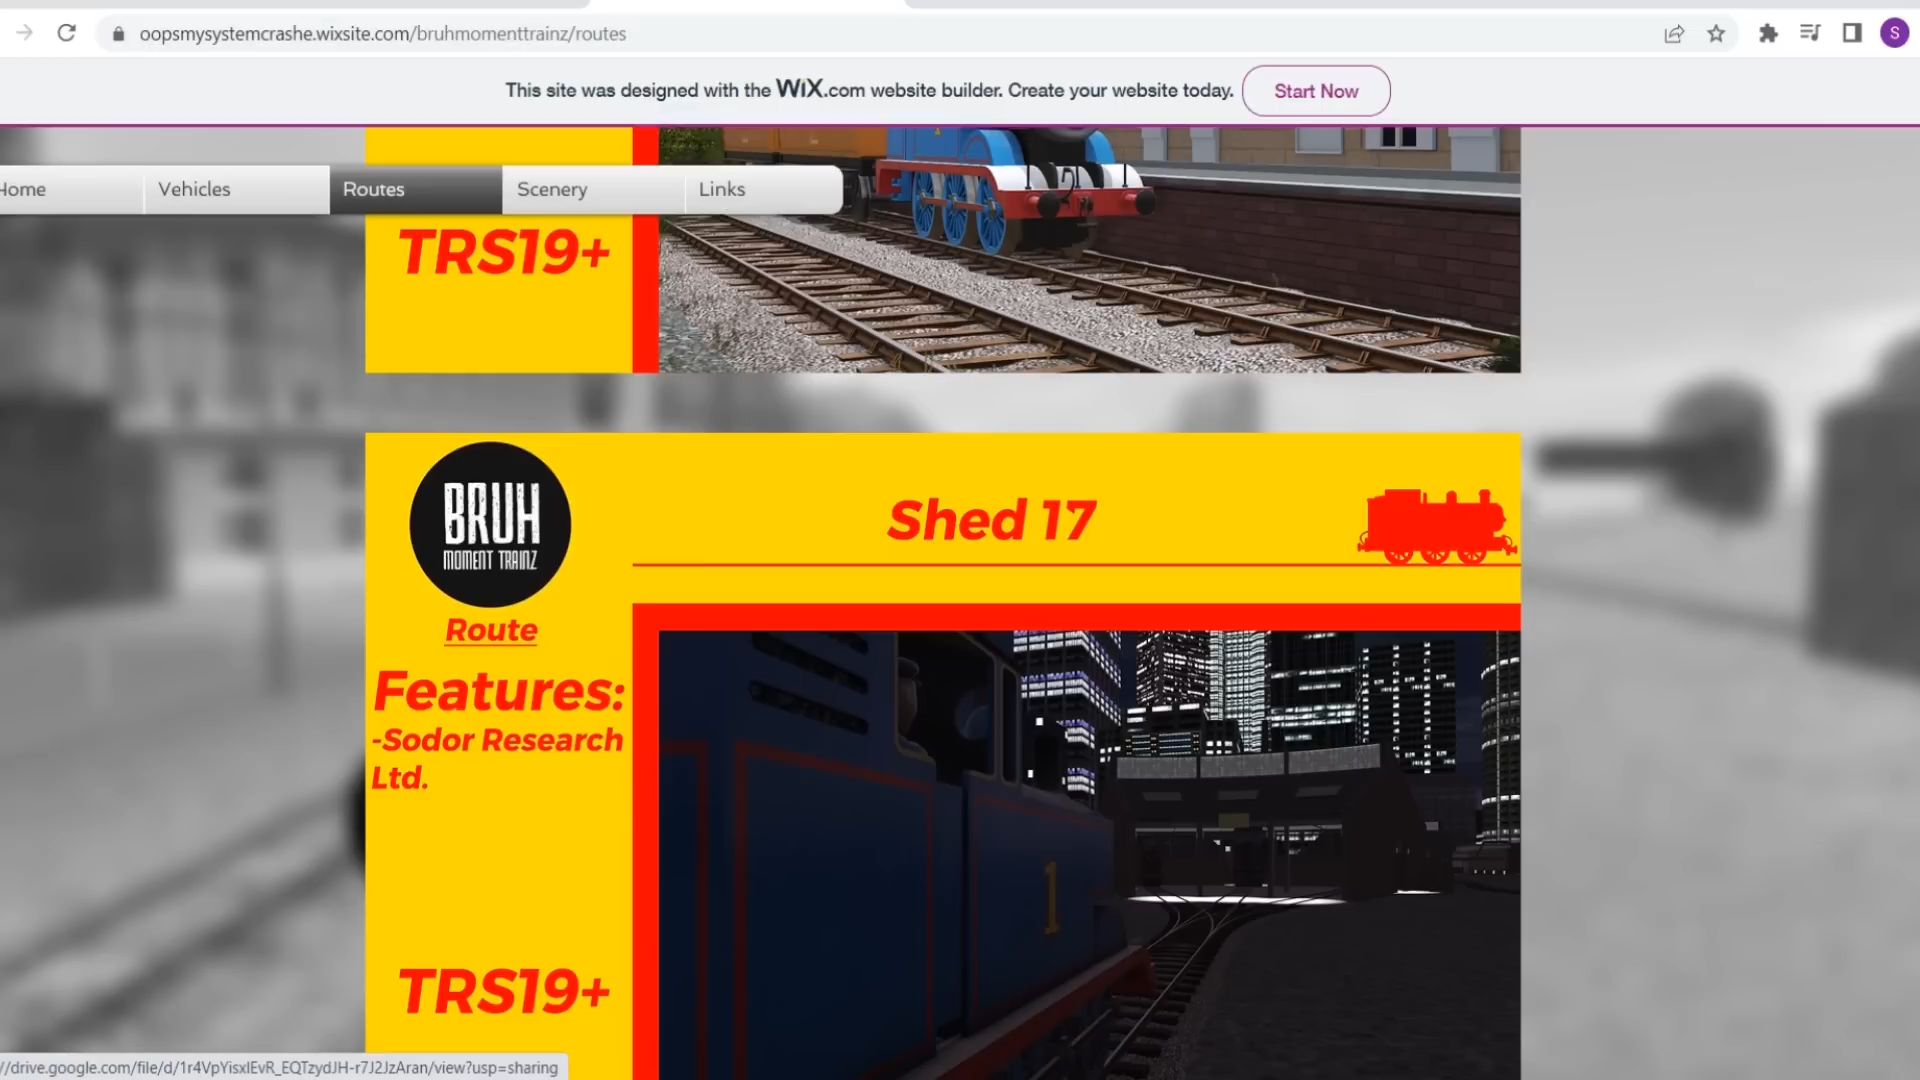 oopsmysystemcrashe.wixsite.com/bruhmomenttrainz/routes
S
This site was designed with the WiX.com website builder. Create your website today.
Start Now
Home
Vehicles
Routes
Scenery
Links
TRS19+
BRUH
MOMENT TRAINZ
Shed 17
Route
Features:
-Sodor Research
Ltd.
1
TRS19+
//drive.google.com/file/d/1r4VpYisxlEvR_EQTzydJH-r7J2JzAran/view?usp=sharing